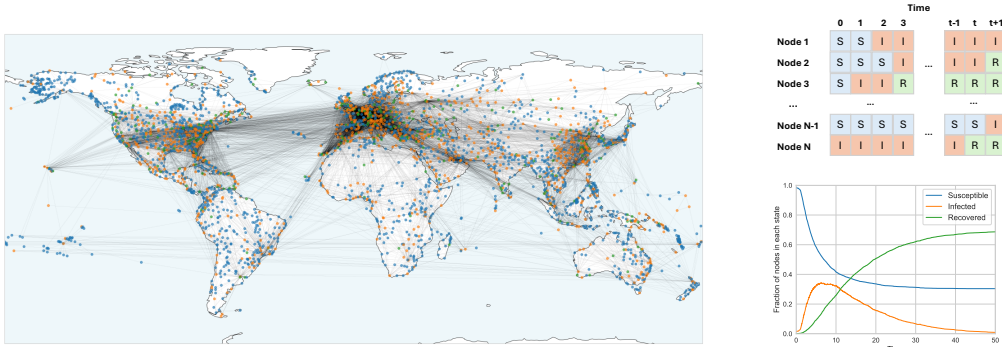 Time
0 1 2 3 t-1 t t+1
Node 1 S S I I I I I
Node 2 S S S I ... I I R
Node 3 S I I R R R R
... ... ...
Node N-1 S S S S S S I
Node N I I I I ... I R R
1.0
0.8
0.6
0.4
0.2
0.0
Fraction of nodes in each state
Susceptible
Infected
Recovered
0 10 20 30 40 50